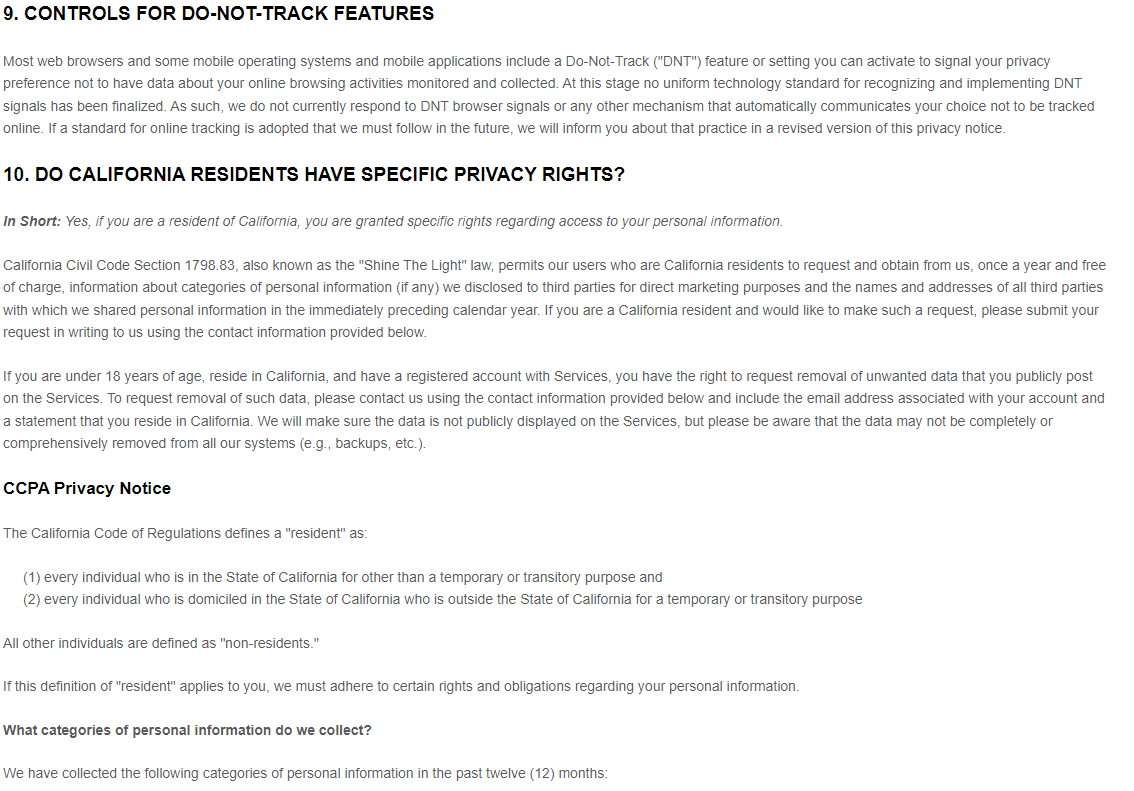 9. CONTROLS FOR DO-NOT-TRACK FEATURES
Most web browsers and some mobile operating systems and mobile applications include a Do-Not-Track ("DNT") feature or setting you can activate to signal your privacy
preference not to have data about your online browsing activities monitored and collected. At this stage no uniform technology standard for recognizing and implementing DNT
signals has been finalized. As such, we do not currently respond to DNT browser signals or any other mechanism that automatically communicates your choice not to be tracked
online. If a standard for online tracking is adopted that we must follow in the future, we will inform you about that practice in a revised version of this privacy notice.
10. DO CALIFORNIA RESIDENTS HAVE SPECIFIC PRIVACY RIGHTS?
In Short: Yes, if you are a resident of California, you are granted specific rights regarding access to your personal information.
California Civil Code Section 1798.83, also known as the "Shine The Light" law, permits our users who are California residents to request and obtain from us, once a year and free
of charge, information about categories of personal information (if any) we disclosed to third parties for direct marketing purposes and the names and addresses of all third parties
with which we shared personal information in the immediately preceding calendar year. If you are a California resident and would like to make such a request, please submit your
request in writing to us using the contact information provided below.
If you are under 18 years of age, reside in California, and have a registered account with Services, you have the right to request removal of unwanted data that you publicly post
on the Services. To request removal of such data, please contact us using the contact information provided below and include the email address associated with your account and
a statement that you reside in California. We will make sure the data is not publicly displayed on the Services, but please be aware that the data may not be completely or
comprehensively removed from all our systems (e.g., backups, etc.).
CCPA Privacy Notice
The California Code of Regulations defines a "resident" as:
(1) every individual who is in the State of California for other than a temporary or transitory purpose and
(2) every individual who is domiciled in the State of California who is outside the State of California for a temporary or transitory purpose
All other individuals are defined as "non-residents."
If this definition of "resident" applies to you, we must adhere to certain rights and obligations regarding your personal information.
What categories of personal information do we collect?
We have collected the following categories of personal information in the past twelve (12) months: